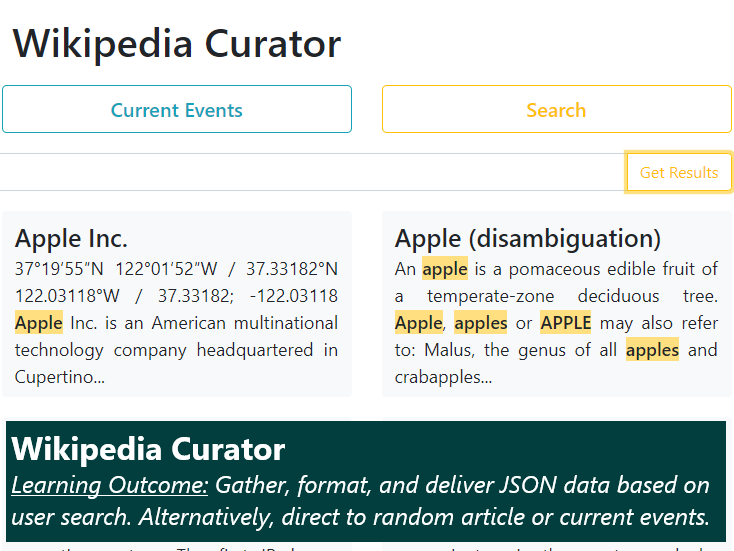 Wikipedia Curator
Current Events
Search
Get Results
Apple Inc.
37°19′55″N 122°01′52″W / 37.33182°N
122.03118°W / 37.33182; -122.03118
Apple Inc. is an American multinational
technology company headquartered in
Cupertino...
Apple (disambiguation)
An apple is a pomaceous edible fruit of
a temperate-zone deciduous tree.
Apple, apples or APPLE may also refer
to: Malus, the genus of all apples and
crabapples...
Wikipedia Curator
Learning Outcome: Gather, format, and deliver JSON data based on
user search. Alternatively, direct to random article or current events.